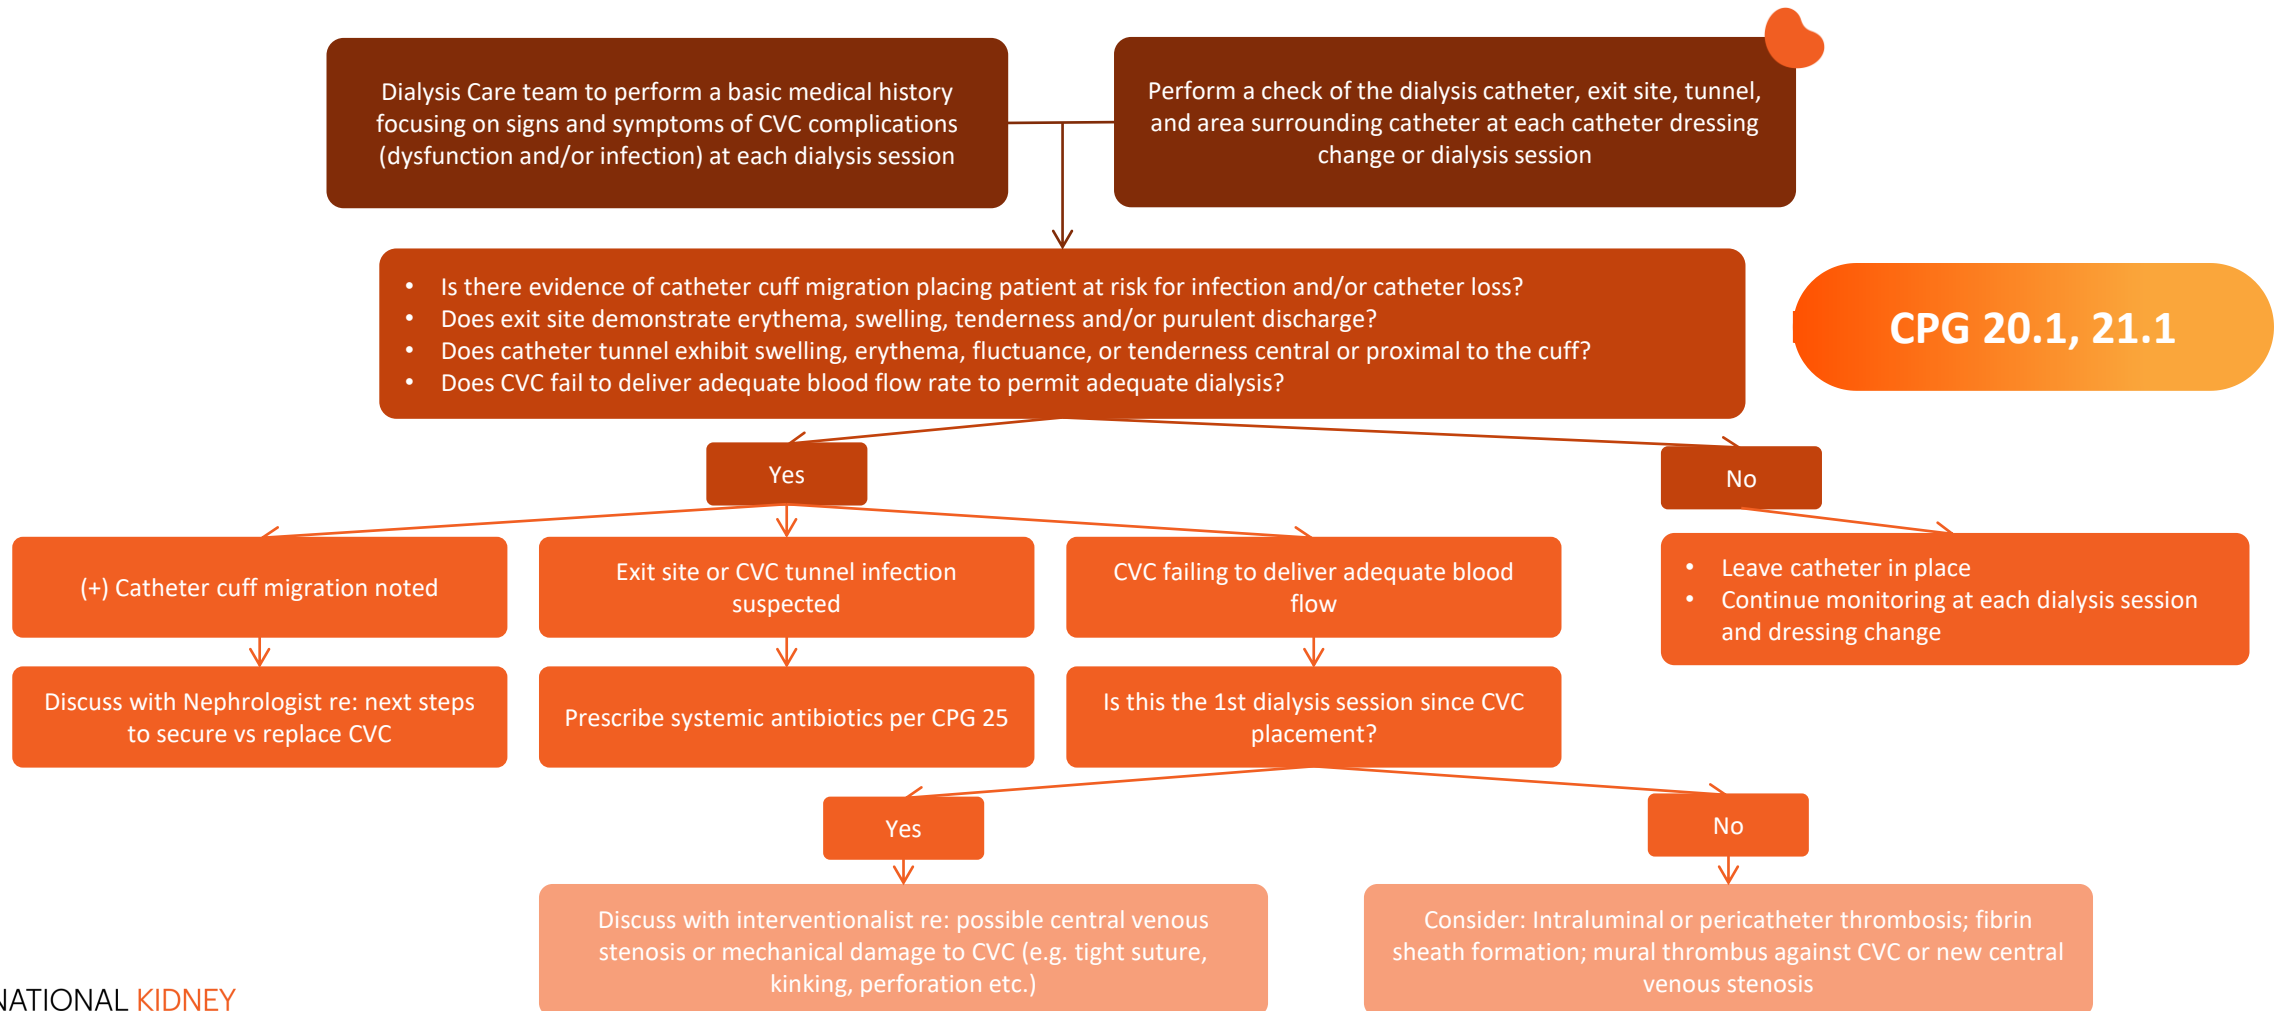 Dialysis Care team to perform a basic medical history
focusing on signs and symptoms of CVC complications
(dysfunction and/or infection) at each dialysis session
Perform a check of the dialysis catheter, exit site, tunnel,
and area surrounding catheter at each catheter dressing
change or dialysis session
• Is there evidence of catheter cuff migration placing patient at risk for infection and/or catheter loss?
• Does exit site demonstrate erythema, swelling, tenderness and/or purulent discharge?
• Does catheter tunnel exhibit swelling, erythema, fluctuance, or tenderness central or proximal to the cuff?
• Does CVC fail to deliver adequate blood flow rate to permit adequate dialysis?
CPG 20.1, 21.1
Yes
No
(+) Catheter cuff migration noted
Exit site or CVC tunnel infection
suspected
CVC failing to deliver adequate blood
flow
• Leave catheter in place
• Continue monitoring at each dialysis session
and dressing change
Discuss with Nephrologist re: next steps
to secure vs replace CVC
Prescribe systemic antibiotics per CPG 25
Is this the 1st dialysis session since CVC
placement?
Yes
No
Discuss with interventionalist re: possible central venous
stenosis or mechanical damage to CVC (e.g. tight suture,
kinking, perforation etc.)
Consider: Intraluminal or pericatheter thrombosis; fibrin
sheath formation; mural thrombus against CVC or new central
venous stenosis
NATIONAL KIDNEY